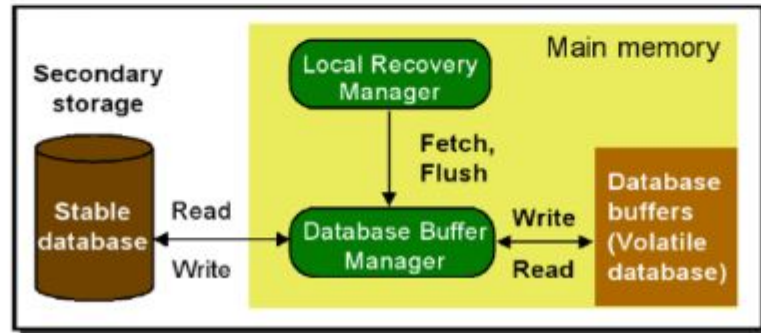 Main memory
Secondary
storage
Local Recovery
Manager
Fetch,
Flush
Stable
database
Read
Write
Database Buffer
Manager
Write
Read
Database
buffers
(Volatile
database)